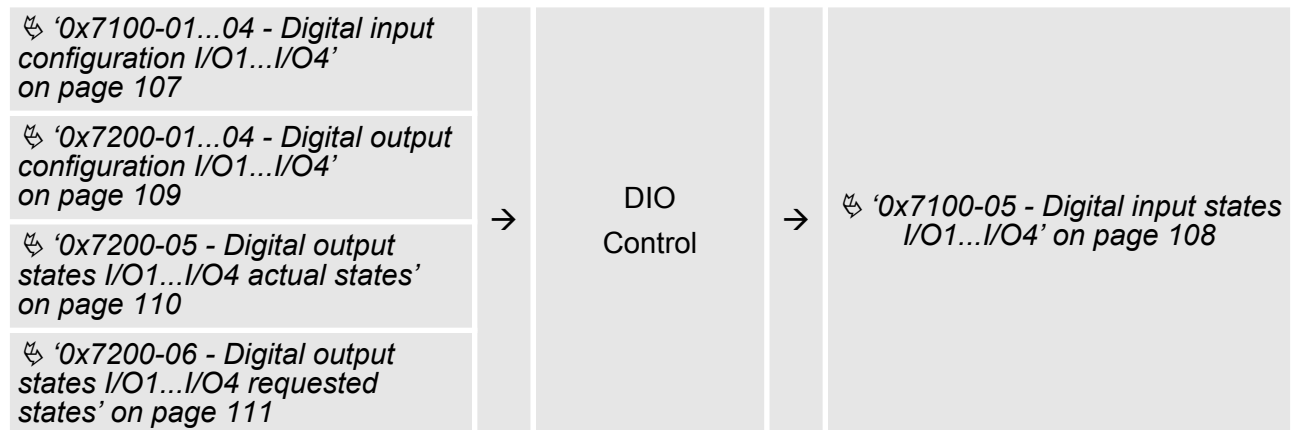 🗞 '0x7100-01...04 - Digital input
configuration I/O1...I/O4’
on page 107
🗞 ‘0x7200-01...04 - Digital output
configuration I/O1...I/O4’
on page 109
🗞 ‘0x7200-05 - Digital output
states I/O1...I/O4 actual states’
on page 110
🗞 ‘0x7200-06 - Digital output
states I/O1...I/O4 requested
states’ on page 111
→
DIO
Control
→
🗞 ‘0x7100-05 - Digital input states
I/O1...I/O4’ on page 108